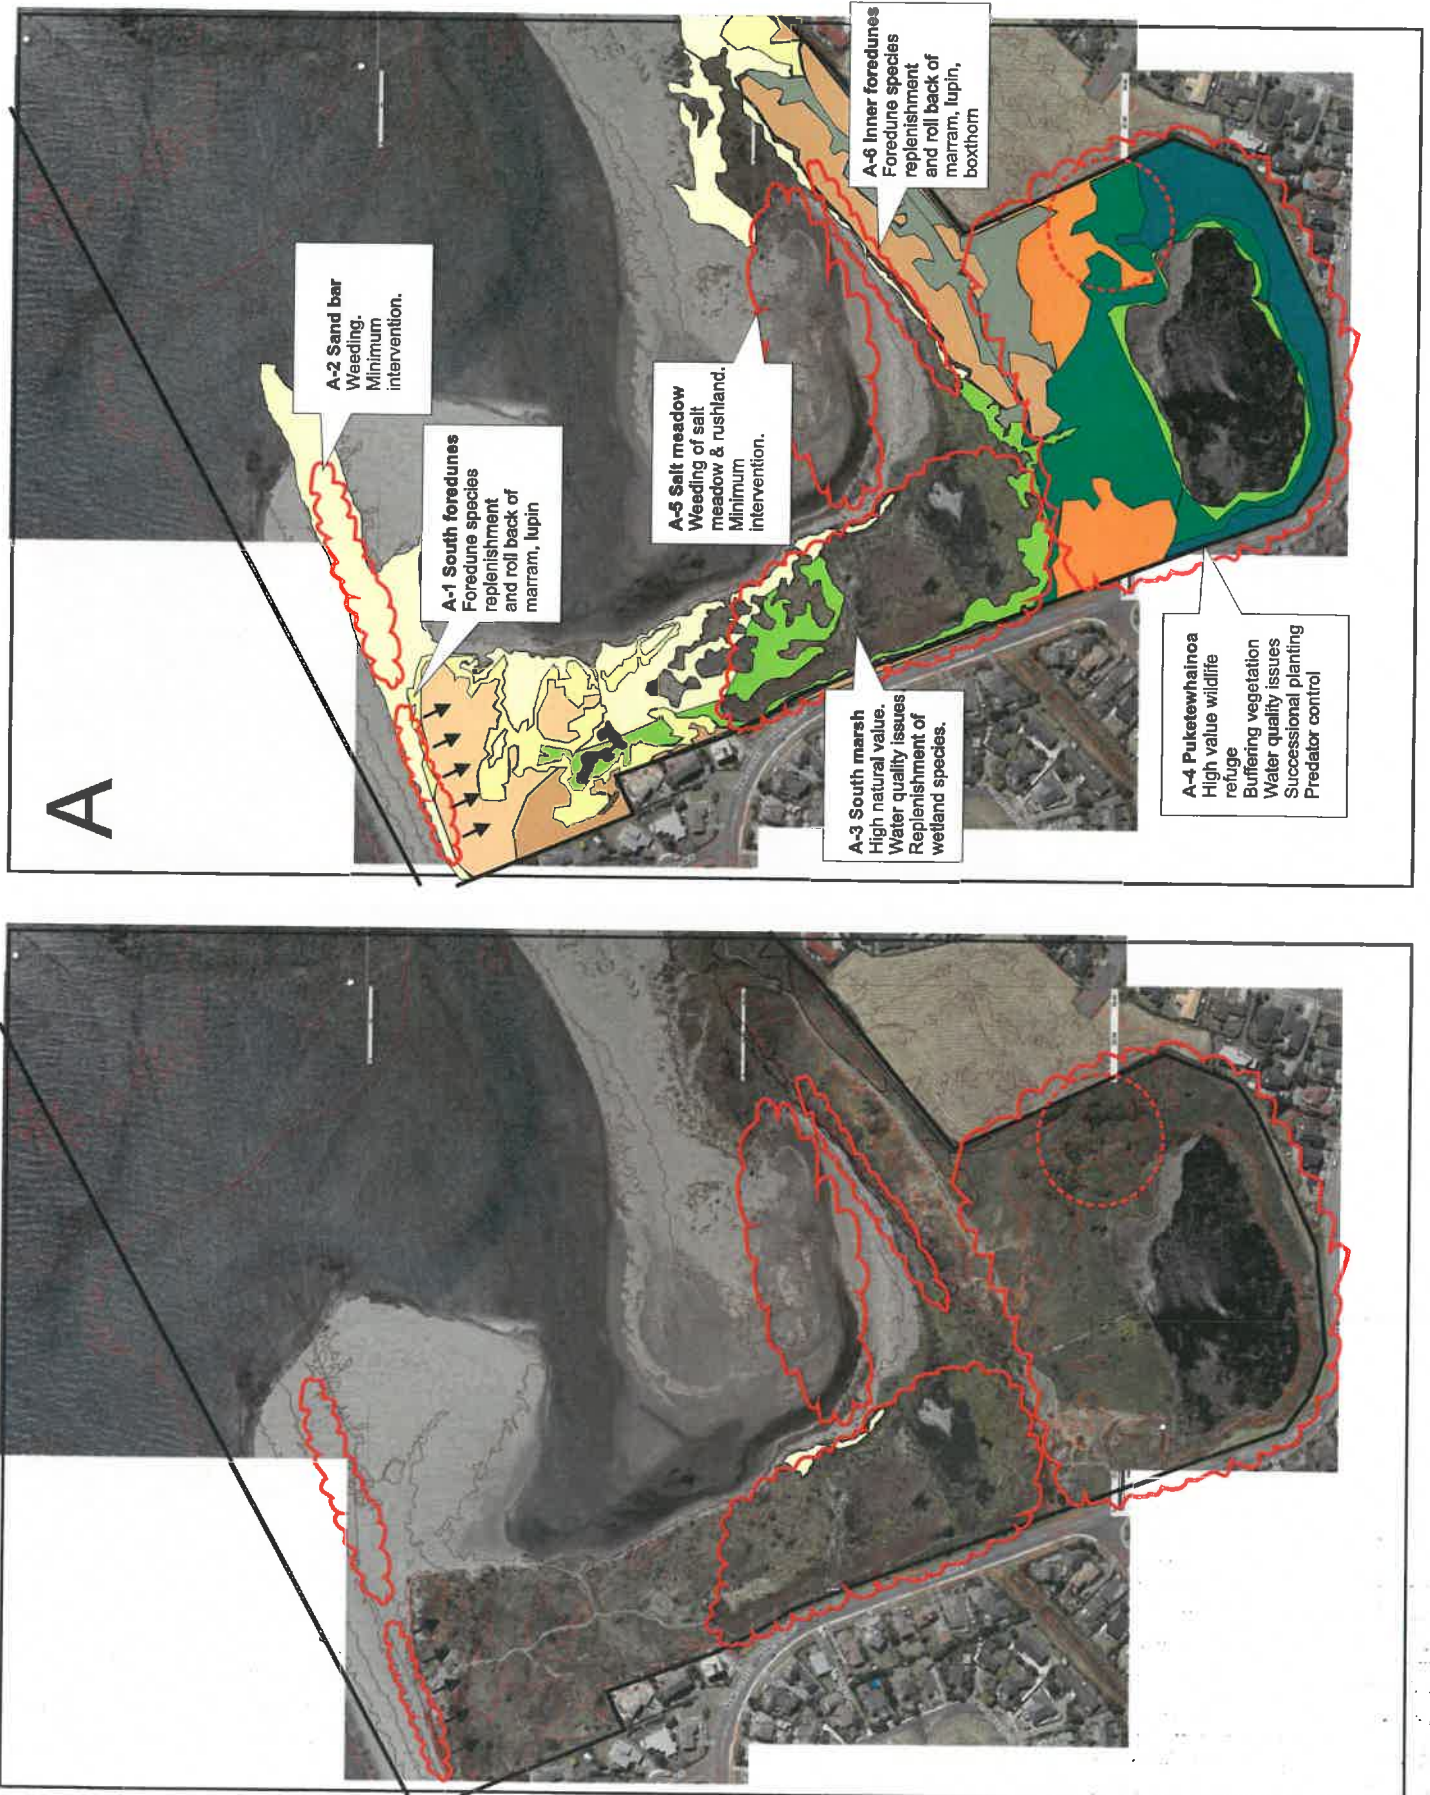 A
A-2 Sand bar
Weeding.
Minimum
intervention.
A-1 South foredunes
Foredune species
replenishment
and roll back of
marram, lupin
A-5 Salt meadow
Weeding of salt
meadow & rushland.
Minimum
intervention.
A-6 Inner foredunes
Foredune species
replenishment
and roll back of
marram, lupin,
boxthorn
A-3 South marsh
High natural value.
Water quality issues
Replenishment of
wetland species.
A-4 Puketewhainoa
High value wildlife
refuge
Buffering vegetation
Water quality issues
Successional planting
Predator control